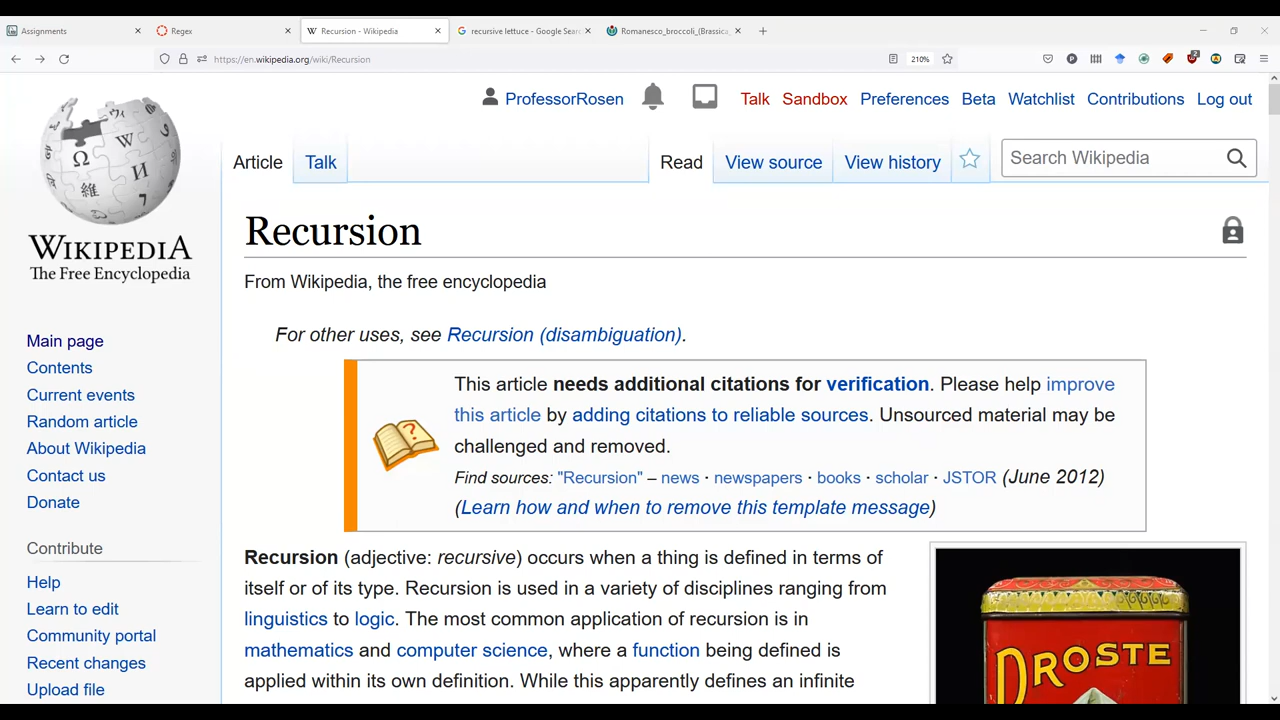 Assignments
Regex
Recursion - Wikipedia
recursive lettuce - Google Sear
Romanesco_broccoli_(Brassica_
https://en.wikipedia.org/wiki/Recursion
210%
ProfessorRosen Talk Sandbox Preferences Beta Watchlist Contributions Log out
Article Talk Read View source View history Search Wikipedia
WIKIPEDIA
The Free Encyclopedia
Main page
Contents
Current events
Random article
About Wikipedia
Contact us
Donate
Contribute
Help
Learn to edit
Community portal
Recent changes
Upload file
Recursion
From Wikipedia, the free encyclopedia
For other uses, see Recursion (disambiguation).
This article needs additional citations for verification. Please help improve
this article by adding citations to reliable sources. Unsourced material may be
challenged and removed.
Find sources: "Recursion" – news · newspapers · books · scholar · JSTOR (June 2012)
(Learn how and when to remove this template message)
Recursion (adjective: recursive) occurs when a thing is defined in terms of
itself or of its type. Recursion is used in a variety of disciplines ranging from
linguistics to logic. The most common application of recursion is in
mathematics and computer science, where a function being defined is
applied within its own definition. While this apparently defines an infinite
DROSTE